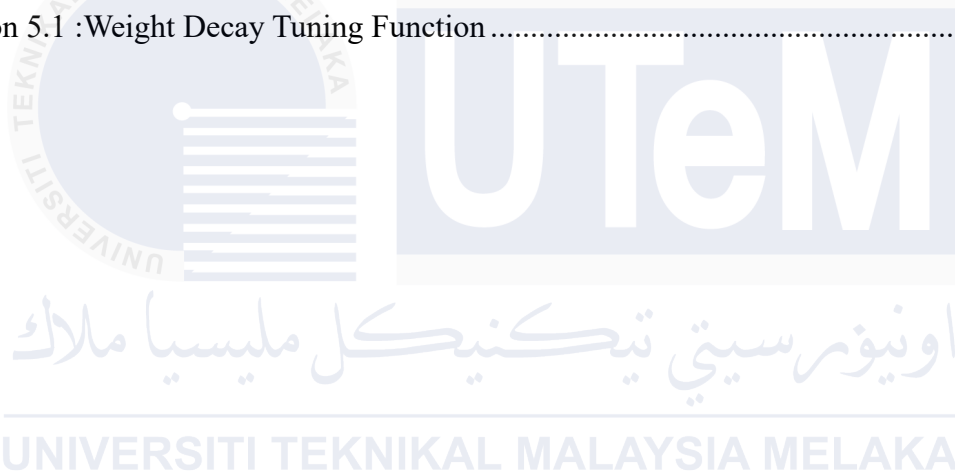 on 5.1 :Weight Decay Tuning Function ..........................................................
UTeM
اونيۏرسيتي تيكنيكل مليسيا ملاك
UNIVERSITI TEKNIKAL MALAYSIA MELAKA